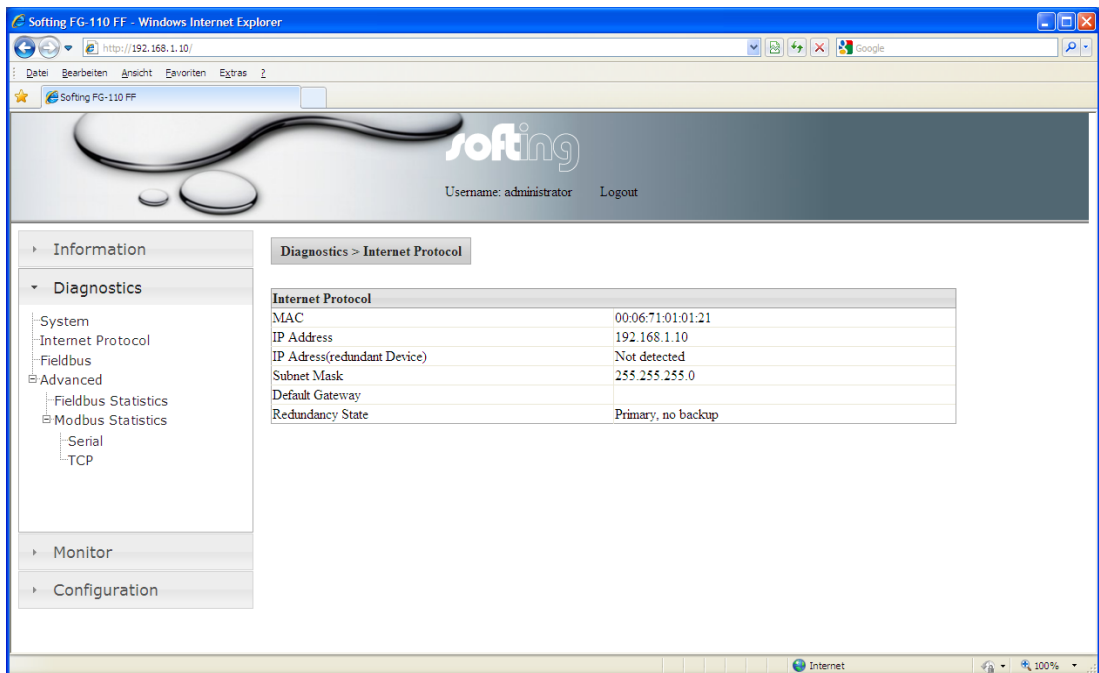 Softing FG-110 FF - Windows Internet Explorer
http://192.168.1.10/
Google
Datei Bearbeiten Ansicht Favoriten Extras ?
Softing FG-110 FF
softing
Username: administrator Logout
Information
Diagnostics
System
Internet Protocol
Fieldbus
Advanced
Fieldbus Statistics
Modbus Statistics
Serial
TCP
Monitor
Configuration
Diagnostics > Internet Protocol
Internet Protocol
MAC 00:06:71:01:01:21
IP Address 192.168.1.10
IP Adress(redundant Device) Not detected
Subnet Mask 255.255.255.0
Default Gateway
Redundancy State Primary, no backup
Internet 100%